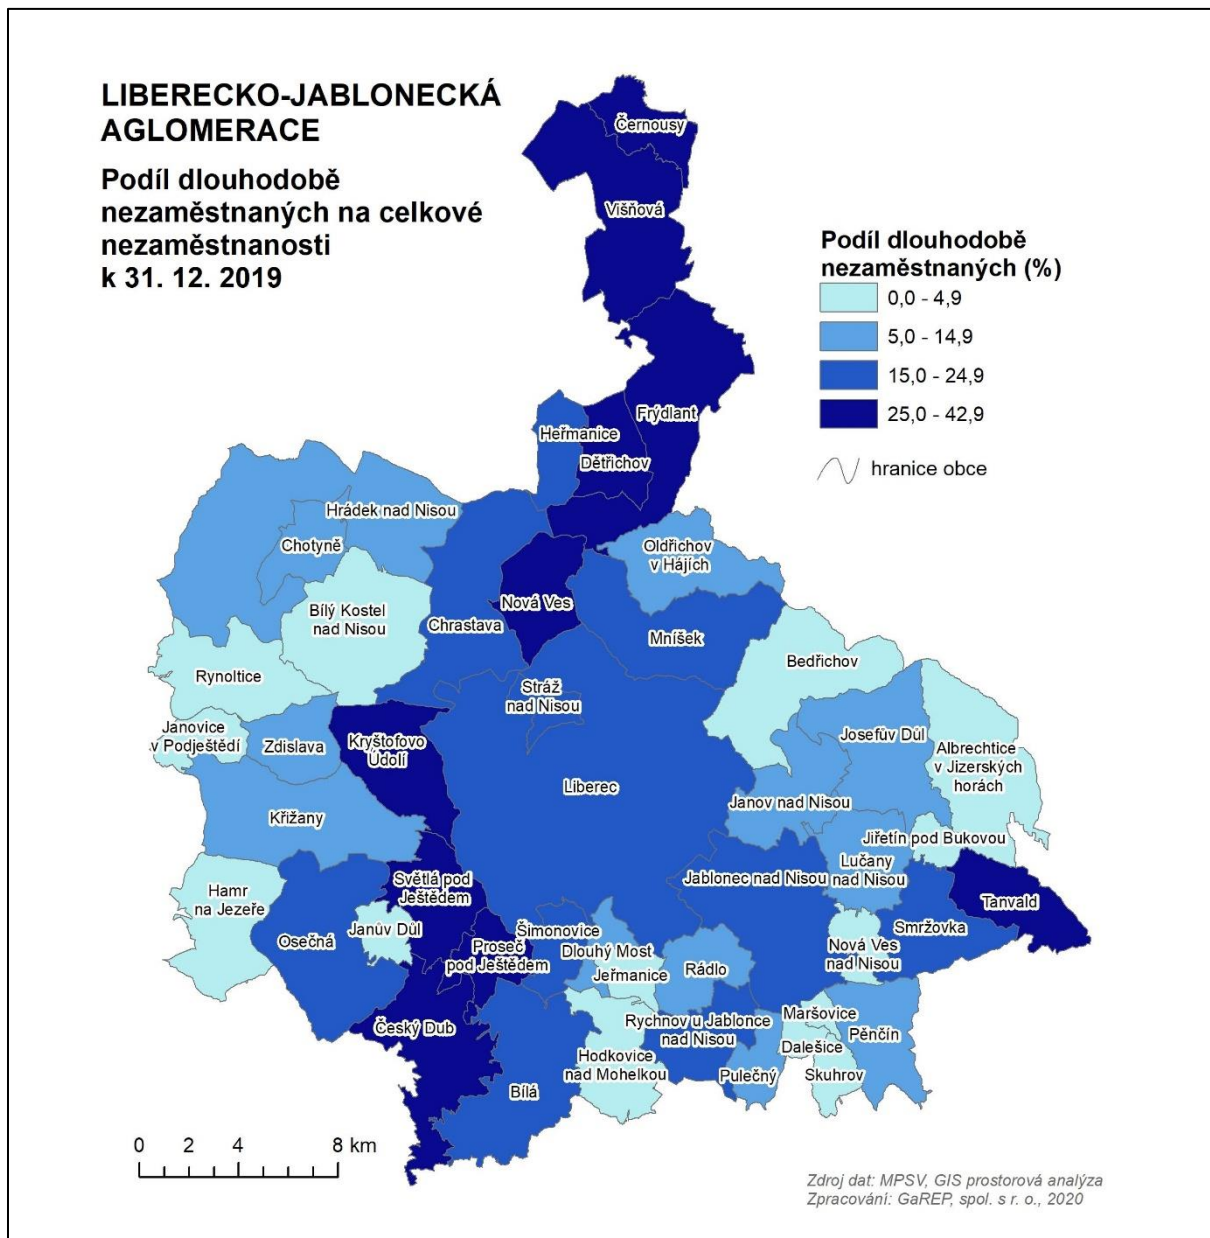 LIBERECKO-JABLONECKÁ
AGLOMERACE
Podíl dlouhodobě
nezaměstnaných na celkové
nezaměstnanosti
k 31. 12. 2019
Podíl dlouhodobě
nezaměstnaných (%)
0,0 - 4,9
5,0 - 14,9
15,0 - 24,9
25,0 - 42,9
hranice obce
Černousy
Višňová
Frýdlant
Heřmanice
Dětřichov
Hrádek nad Nisou
Chotyně
Oldřichov
v Hájích
Bílý Kostel
nad Nisou
Nová Ves
Chrastava
Mníšek
Bedřichov
Rynoltice
Stráž
nad Nisou
Janovice
v Podještědí
Zdislava
Kryštofovo
Údolí
Josefův Důl
Albrechtice
v Jizerských
horách
Liberec
Janov nad Nisou
Křižany
Jiřetín pod Bukovou
Lučany
nad Nisou
Jablonec nad Nisou
Světlá pod
Ještědem
Hamr
na Jezeře
Tanvald
Janův Důl
Osečná
Šimonovice
Smržovka
Proseč
pod Ještědem
Dlouhý Most
Nová Ves
nad Nisou
Jeřmanice
Rádlo
Maršovice
Český Dub
Rychnov u Jablonce
nad Nisou
Pěnčín
Dalešice
Hodkovice
nad Mohelkou
Pulečný
Skuhrov
Bílá
0 2 4 8 km
Zdroj dat: MPSV, GIS prostorová analýza
Zpracování: GaREP, spol. s r. o., 2020